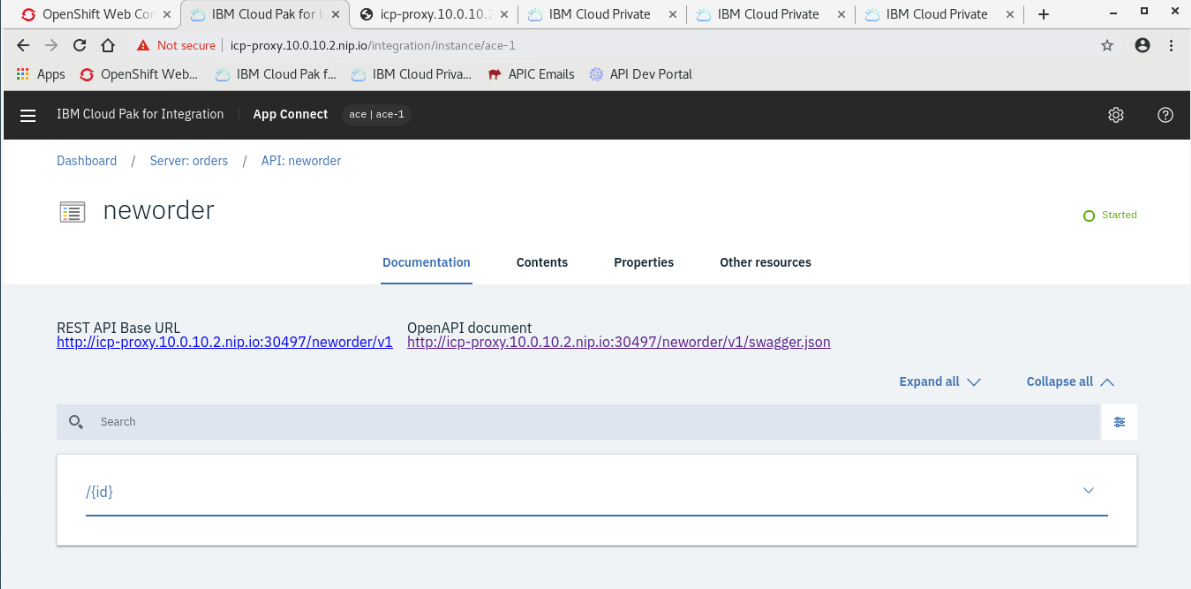 OpenShift Web Cor
IBM Cloud Pak for I
icp-proxy.10.0.10.2
IBM Cloud Private
IBM Cloud Private
IBM Cloud Private
Not secure
icp-proxy.10.0.10.2.nip.io/integration/instance/ace-1
Apps
OpenShift Web...
IBM Cloud Pak f...
IBM Cloud Priva...
APIC Emails
API Dev Portal
IBM Cloud Pak for Integration
App Connect
ace | ace-1
Dashboard / Server: orders / API: neworder
neworder
Started
Documentation
Contents
Properties
Other resources
REST API Base URL
http://icp-proxy.10.0.10.2.nip.io:30497/neworder/v1
OpenAPI document
http://icp-proxy.10.0.10.2.nip.io:30497/neworder/v1/swagger.json
Expand all
Collapse all
Search
/{id}